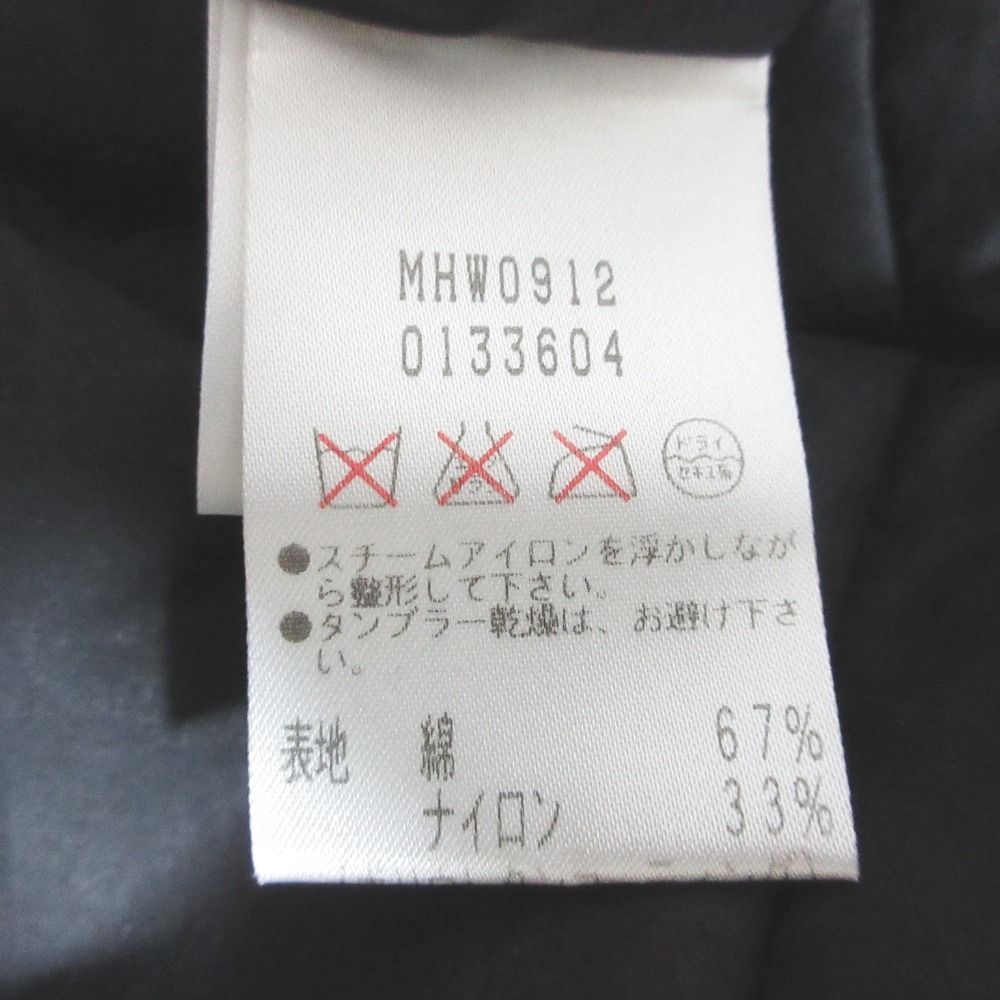 MHW0912
0133604
ドライ
セキユ系
●スチームアイロンを浮かしなが
ら整形して下さい。
●タンブラー乾燥は、お避け下さ
い。
表地 綿 67%
ナイロン 33%